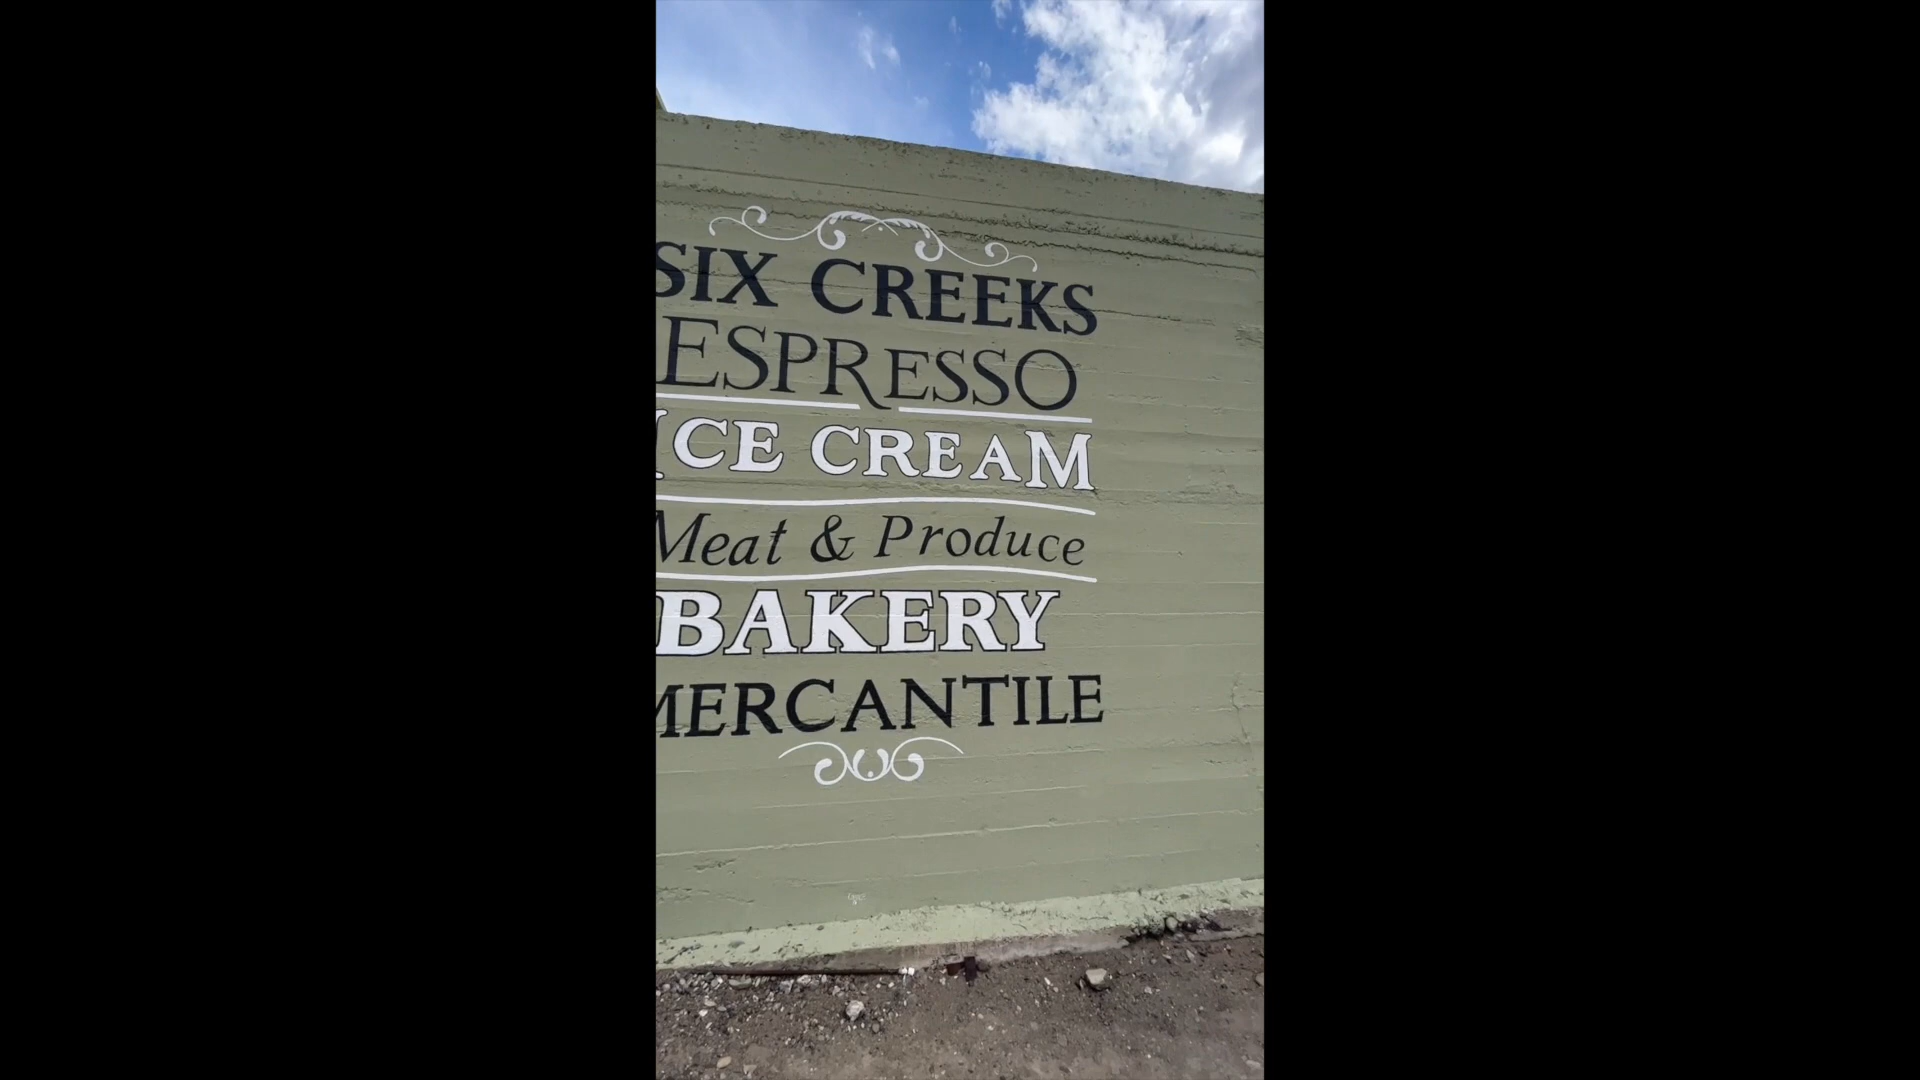 SIX CREEKS
ESPRESSO
ICE CREAM
Meat & Produce
BAKERY
MERCANTILE